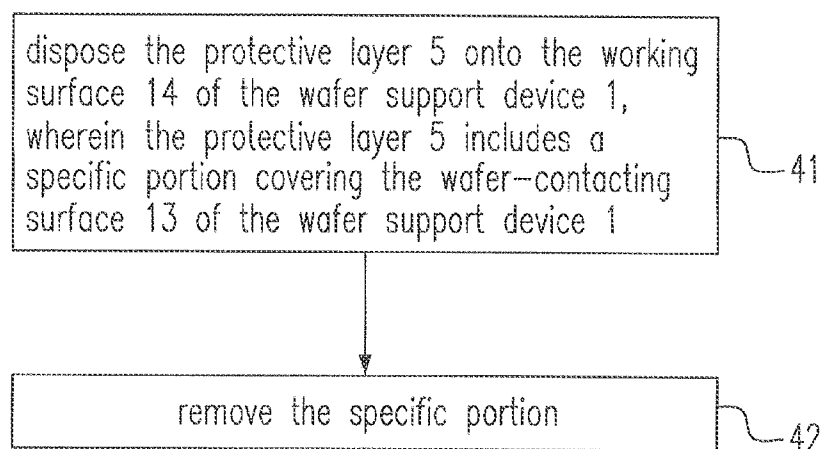 dispose the protective layer 5 onto the working
surface 14 of the wafer support device 1,
wherein the protective layer 5 includes a
specific portion covering the wafer-contacting
surface 13 of the wafer support device 1
41
remove the specific portion
42